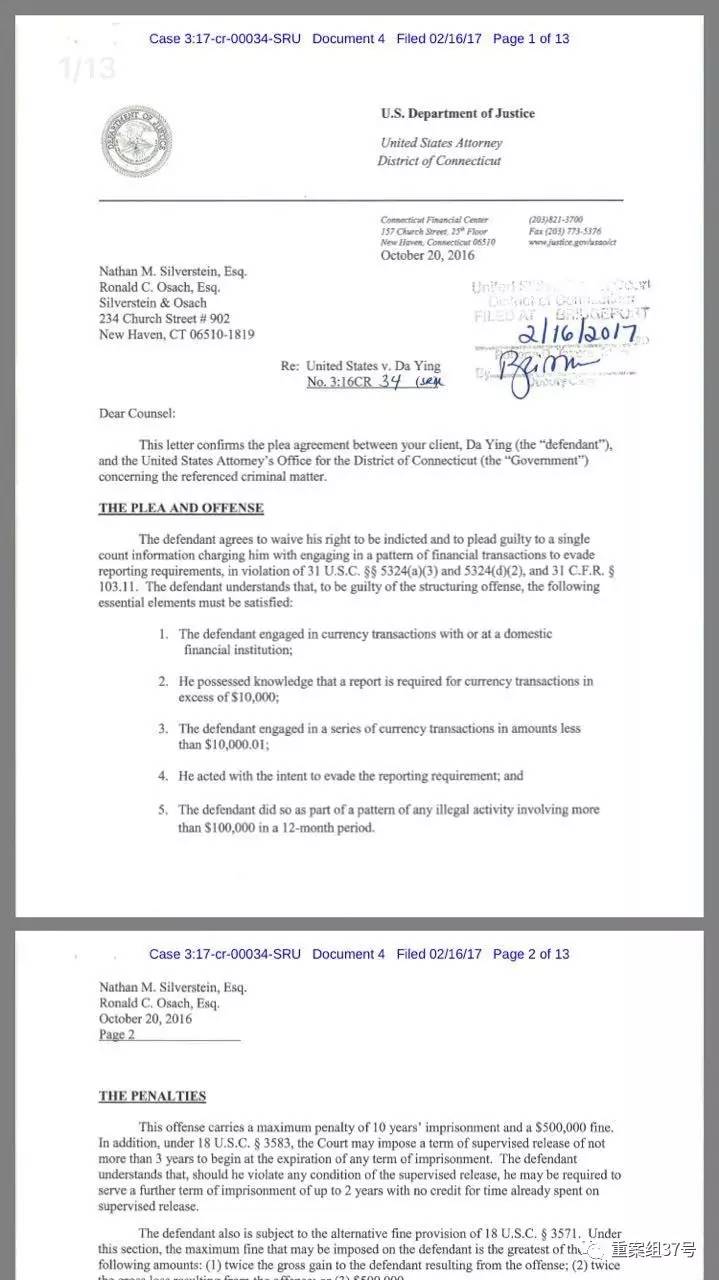 Case 3:17-cr-00034-SRU Document 4 Filed 02/16/17 Page 1 of 13
1/13
U.S. Department of Justice
United States Attorney
District of Connecticut
Connecticut Financial Center (203)821-3700
157 Church Street, 25th Floor Fax (203) 773-5376
New Haven, Connecticut 06510 www.justice.gov/usao/ct
October 20, 2016
Nathan M. Silverstein, Esq.
Ronald C. Osach, Esq.
Silverstein & Osach
234 Church Street # 902
New Haven, CT 06510-1819
FILED AT BRIDGEPORT
2/16/2017
By
Deputy Clerk
Re: United States v. Da Ying
No. 3:16CR 34
Dear Counsel:
This letter confirms the plea agreement between your client, Da Ying (the “defendant”),
and the United States Attorney’s Office for the District of Connecticut (the “Government”)
concerning the referenced criminal matter.
THE PLEA AND OFFENSE
The defendant agrees to waive his right to be indicted and to plead guilty to a single
count information charging him with engaging in a pattern of financial transactions to evade
reporting requirements, in violation of 31 U.S.C. §§ 5324(a)(3) and 5324(d)(2), and 31 C.F.R. §
103.11. The defendant understands that, to be guilty of the structuring offense, the following
essential elements must be satisfied:
1. The defendant engaged in currency transactions with or at a domestic
financial institution;
2. He possessed knowledge that a report is required for currency transactions in
excess of $10,000;
3. The defendant engaged in a series of currency transactions in amounts less
than $10,000.01;
4. He acted with the intent to evade the reporting requirement; and
5. The defendant did so as part of a pattern of any illegal activity involving more
than $100,000 in a 12-month period.
Case 3:17-cr-00034-SRU Document 4 Filed 02/16/17 Page 2 of 13
Nathan M. Silverstein, Esq.
Ronald C. Osach, Esq.
October 20, 2016
Page 2
THE PENALTIES
This offense carries a maximum penalty of 10 years’ imprisonment and a $500,000 fine.
In addition, under 18 U.S.C. § 3583, the Court may impose a term of supervised release of not
more than 3 years to begin at the expiration of any term of imprisonment. The defendant
understands that, should he violate any condition of the supervised release, he may be required to
serve a further term of imprisonment of up to 2 years with no credit for time already spent on
supervised release.
The defendant also is subject to the alternative fine provision of 18 U.S.C. § 3571. Under
this section, the maximum fine that may be imposed on the defendant is the greatest of the
following amounts: (1) twice the gross gain to the defendant resulting from the offense; (2) twice
the gross loss resulting from the offense; or (3) $500,000.
重案组37号